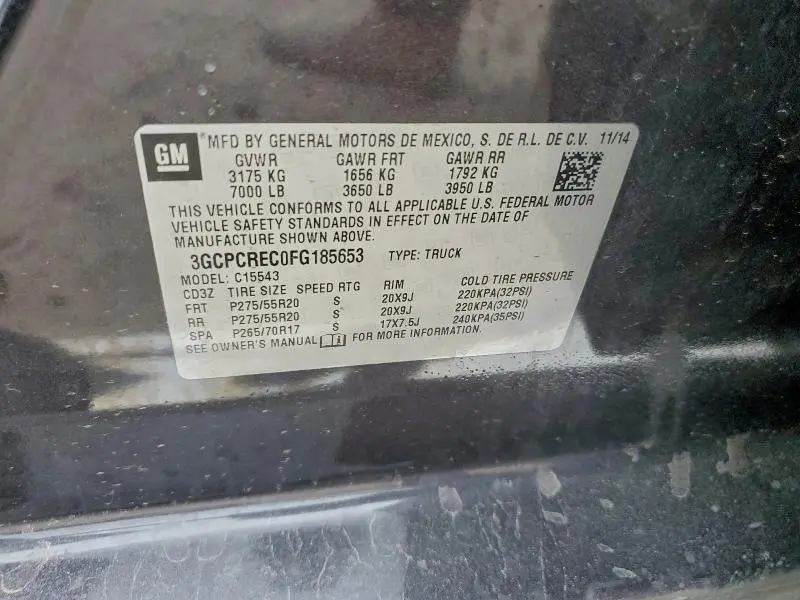 GM ® MFD BY GENERAL MOTORS DE MEXICO, S. DE R.L. DE C.V. 11/14
GVWR GAWR FRT GAWR RR
3175 KG 1656 KG 1792 KG
7000 LB 3650 LB 3950 LB
THIS VEHICLE CONFORMS TO ALL APPLICABLE U.S. FEDERAL MOTOR
VEHICLE SAFETY STANDARDS IN EFFECT ON THE DATE OF
MANUFACTURE SHOWN ABOVE.
3GCPCREC0FG185653 TYPE: TRUCK
MODEL: C15543
CD3Z TIRE SIZE SPEED RTG RIM COLD TIRE PRESSURE
FRT P275/55R20 S 20X9J 220KPA(32PSI)
RR P275/55R20 S 20X9J 220KPA(32PSI)
SPA P265/70R17 S 17X7.5J 240KPA(35PSI)
SEE OWNER'S MANUAL FOR MORE INFORMATION.